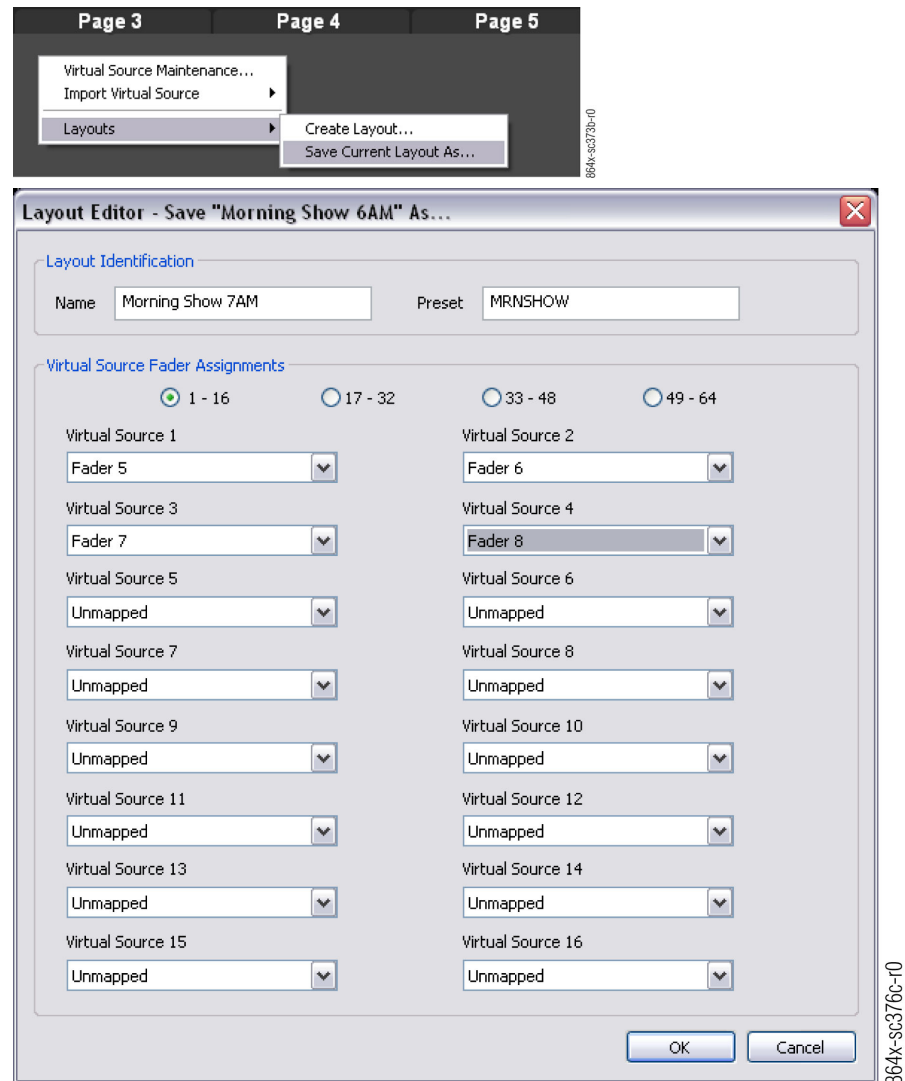 Page 3 Page 4 Page 5
Virtual Source Maintenance...
Import Virtual Source
Layouts
Create Layout...
Save Current Layout As...
864x-sc373b-r0
Layout Editor - Save "Morning Show 6AM" As...
Layout Identification
Name Morning Show 7AM Preset MRNSHOW
Virtual Source Fader Assignments
1 - 16 17 - 32 33 - 48 49 - 64
Virtual Source 1 Virtual Source 2
Fader 5 Fader 6
Virtual Source 3 Virtual Source 4
Fader 7 Fader 8
Virtual Source 5 Virtual Source 6
Unmapped Unmapped
Virtual Source 7 Virtual Source 8
Unmapped Unmapped
Virtual Source 9 Virtual Source 10
Unmapped Unmapped
Virtual Source 11 Virtual Source 12
Unmapped Unmapped
Virtual Source 13 Virtual Source 14
Unmapped Unmapped
Virtual Source 15 Virtual Source 16
Unmapped Unmapped
OK Cancel
864x-sc376c-r0